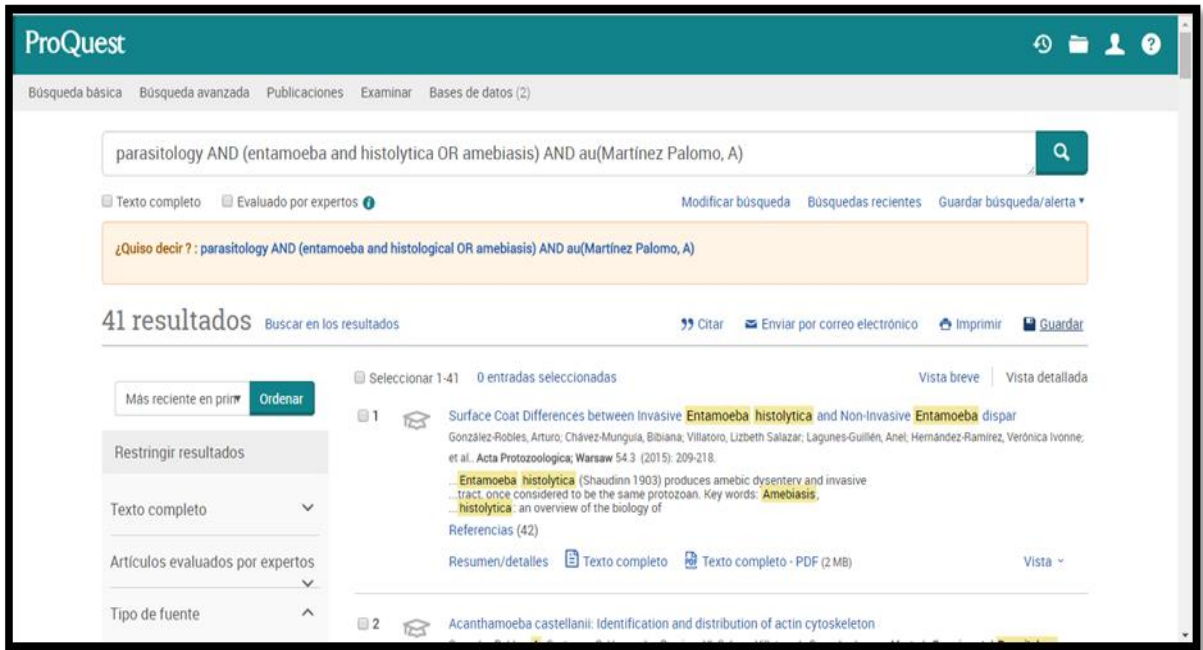 ProQuest
Búsqueda básica Búsqueda avanzada Publicaciones Examinar Bases de datos (2)
parasitology AND (entamoeba and histolytica OR amebiasis) AND au(Martínez Palomo, A)
Texto completo Evaluado por expertos
Modificar búsqueda Búsquedas recientes Guardar búsqueda/alerta
¿Quiso decir ? : parasitology AND (entamoeba and histological OR amebiasis) AND au(Martínez Palomo, A)
41 resultados Buscar en los resultados
Citar Enviar por correo electrónico Imprimir Guardar
Seleccionar 1-41 0 entradas seleccionadas
Vista breve Vista detallada
Más reciente en prim Ordenar
Restringir resultados
Texto completo
Artículos evaluados por expertos
Tipo de fuente
1 Surface Coat Differences between Invasive Entamoeba histolytica and Non-Invasive Entamoeba dispar
González-Robles, Arturo; Chávez-Munguía, Bibiana; Villatoro, Lizbeth Salazar; Lagunes-Guillén, Anel; Hernández-Ramírez, Verónica Ivonne;
et al.. Acta Protozoologica; Warsaw 54.3 (2015): 209-218.
...Entamoeba histolytica (Shaudinn 1903) produces amebic dysentery and invasive
...tract, once considered to be the same protozoan. Key words: Amebiasis,
...histolytica: an overview of the biology of
Referencias (42)
Resumen/detalles Texto completo PDF Texto completo - PDF (2 MB) Vista
2 Acanthamoeba castellanii: Identification and distribution of actin cytoskeleton